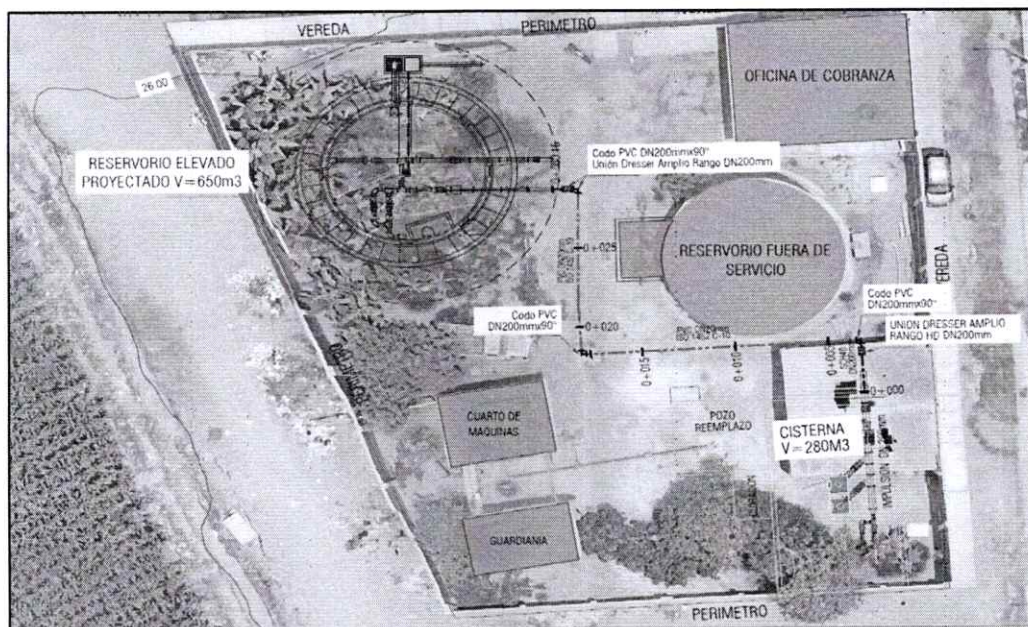 VEREDA
PERIMETRO
26.00
OFICINA DE COBRANZA
RESERVORIO ELEVADO
PROYECTADO V=650m3
Codo PVC DN200mmx90°
Unión Dresser Amplio Rango DN200mm
0+025
RESERVORIO FUERA DE
SERVICIO
EREDA
Codo PVC
DN200mmx90°
0+020
Codo PVC
DN200mmx90°
UNION DRESSER AMPLIO
RANGO HD DN200mm
0+015
0+010
0+005
0+000
CUARTO DE
MAQUINAS
POZO
REEMPLAZO
CISTERNA
V=280M3
GUARDIANIA
PERIMETRO